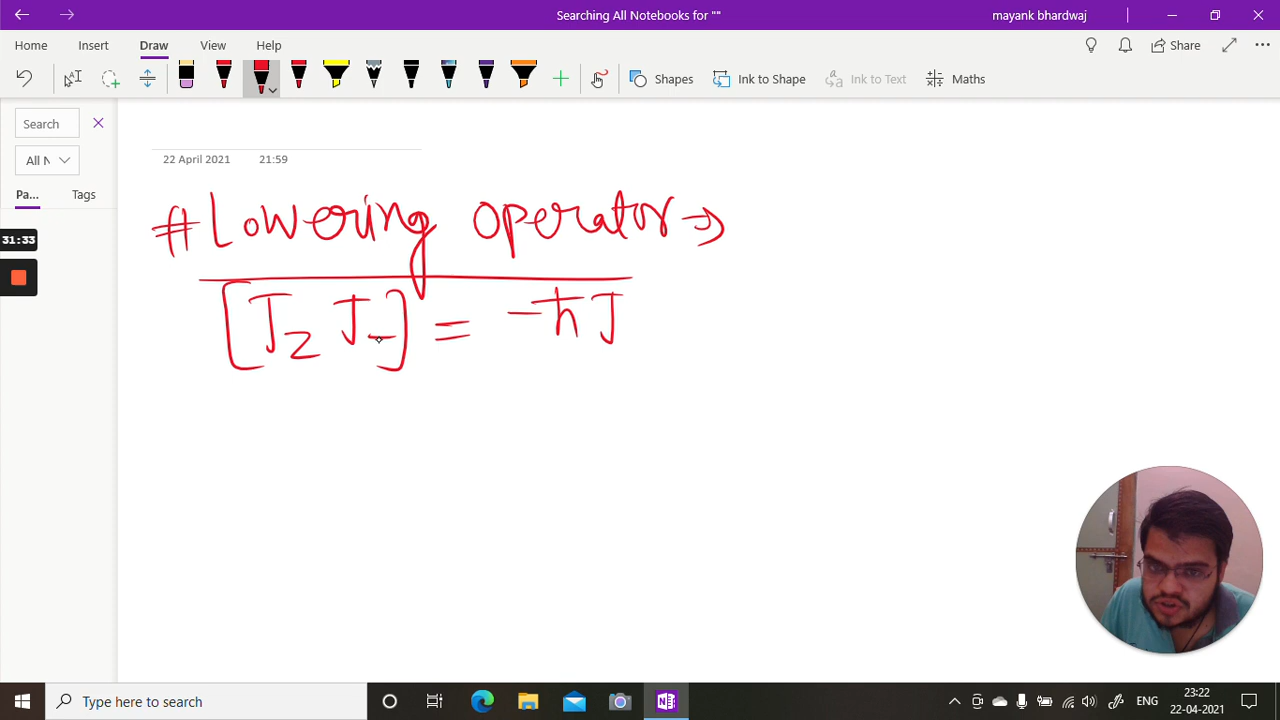 Searching All Notebooks for ""
mayank bhardwaj
Home Insert Draw View Help
Share
Shapes
Ink to Shape
Ink to Text
Maths
Search
All N
Pa... Tags
22 April 2021 21:59
31:33
#Lowering operator→
[Jz J-] = -ħJ
Type here to search
ENG
23:22
22-04-2021